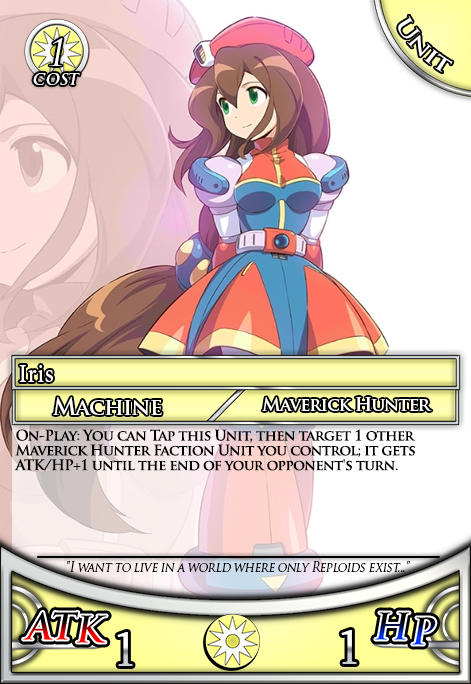 1
COST
UNIT
Iris
MACHINE
MAVERICK HUNTER
ON-PLAY: YOU CAN TAP THIS UNIT, THEN TARGET 1 OTHER
MAVERICK HUNTER FACTION UNIT YOU CONTROL; IT GETS
ATK/HP+1 UNTIL THE END OF YOUR OPPONENT'S TURN.
"I WANT TO LIVE IN A WORLD WHERE ONLY REPLOIDS EXIST..."
ATK 1
1 HP